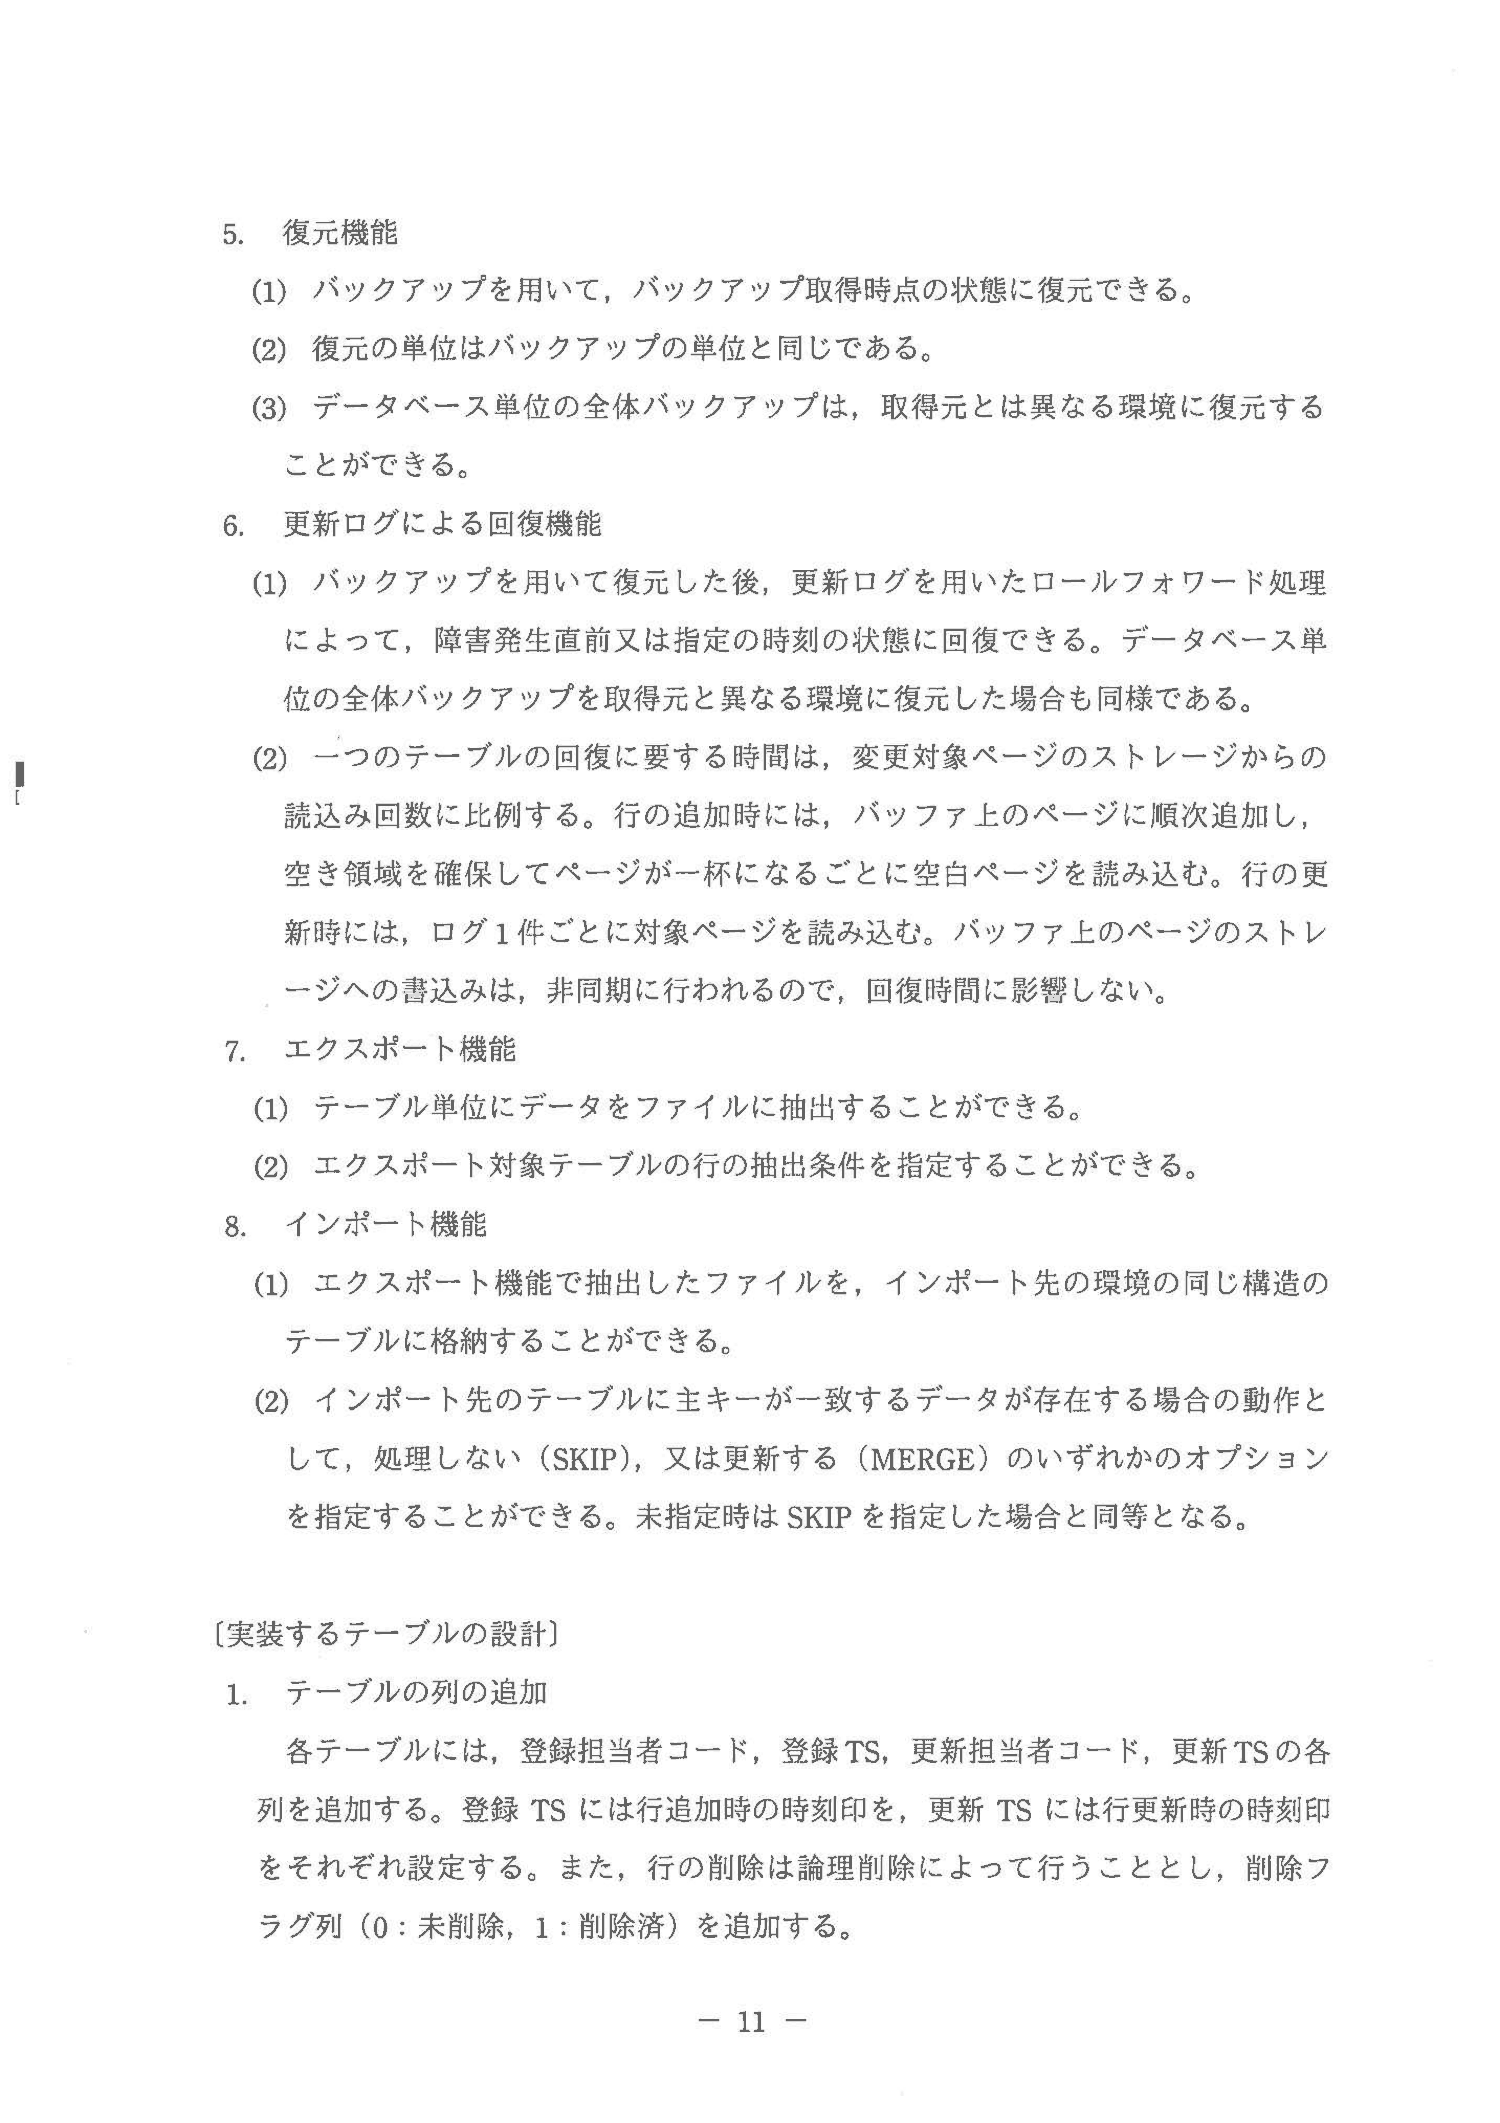 5. 復元機能
(1) バックアップを用いて，バックアップ取得時点の状態に復元できる。
(2) 復元の単位はバックアップの単位と同じである。
(3) データベース単位の全体バックアップは，取得元とは異なる環境に復元する
ことができる。
6. 更新ログによる回復機能
(1) バックアップを用いて復元した後，更新ログを用いたロールフォワード処理
によって，障害発生直前又は指定の時刻の状態に回復できる。データベース単
位の全体バックアップを取得元と異なる環境に復元した場合も同様である。
(2) 一つのテーブルの回復に要する時間は，変更対象ページのストレージからの
読込み回数に比例する。行の追加時には，バッファ上のページに順次追加し，
空き領域を確保してページが一杯になるごとに空白ページを読み込む。行の更
新時には，ログ1件ごとに対象ページを読み込む。バッファ上のページのストレ
ージへの書込みは，非同期に行われるので，回復時間に影響しない。
7. エクスポート機能
(1) テーブル単位にデータをファイルに抽出することができる。
(2) エクスポート対象テーブルの行の抽出条件を指定することができる。
8. インポート機能
(1) エクスポート機能で抽出したファイルを，インポート先の環境の同じ構造の
テーブルに格納することができる。
(2) インポート先のテーブルに主キーが一致するデータが存在する場合の動作と
して，処理しない（SKIP），又は更新する（MERGE）のいずれかのオプション
を指定することができる。未指定時は SKIP を指定した場合と同等となる。
〔実装するテーブルの設計〕
1. テーブルの列の追加
各テーブルには，登録担当者コード，登録TS，更新担当者コード，更新TSの各
列を追加する。登録 TS には行追加時の時刻印を，更新 TS には行更新時の時刻印
をそれぞれ設定する。また，行の削除は論理削除によって行うこととし，削除フ
ラグ列（0：未削除，1：削除済）を追加する。
― 11 ―